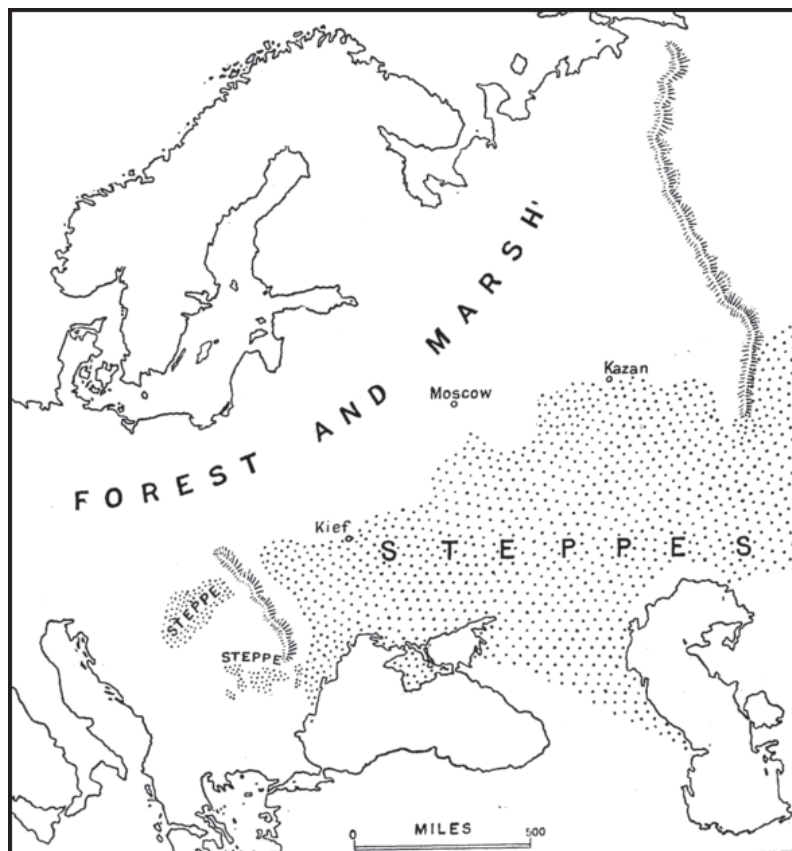 FOREST AND MARSH
Kazan
Moscow
Kief
STEPPES
STEPPE
STEPPE
0 MILES 500